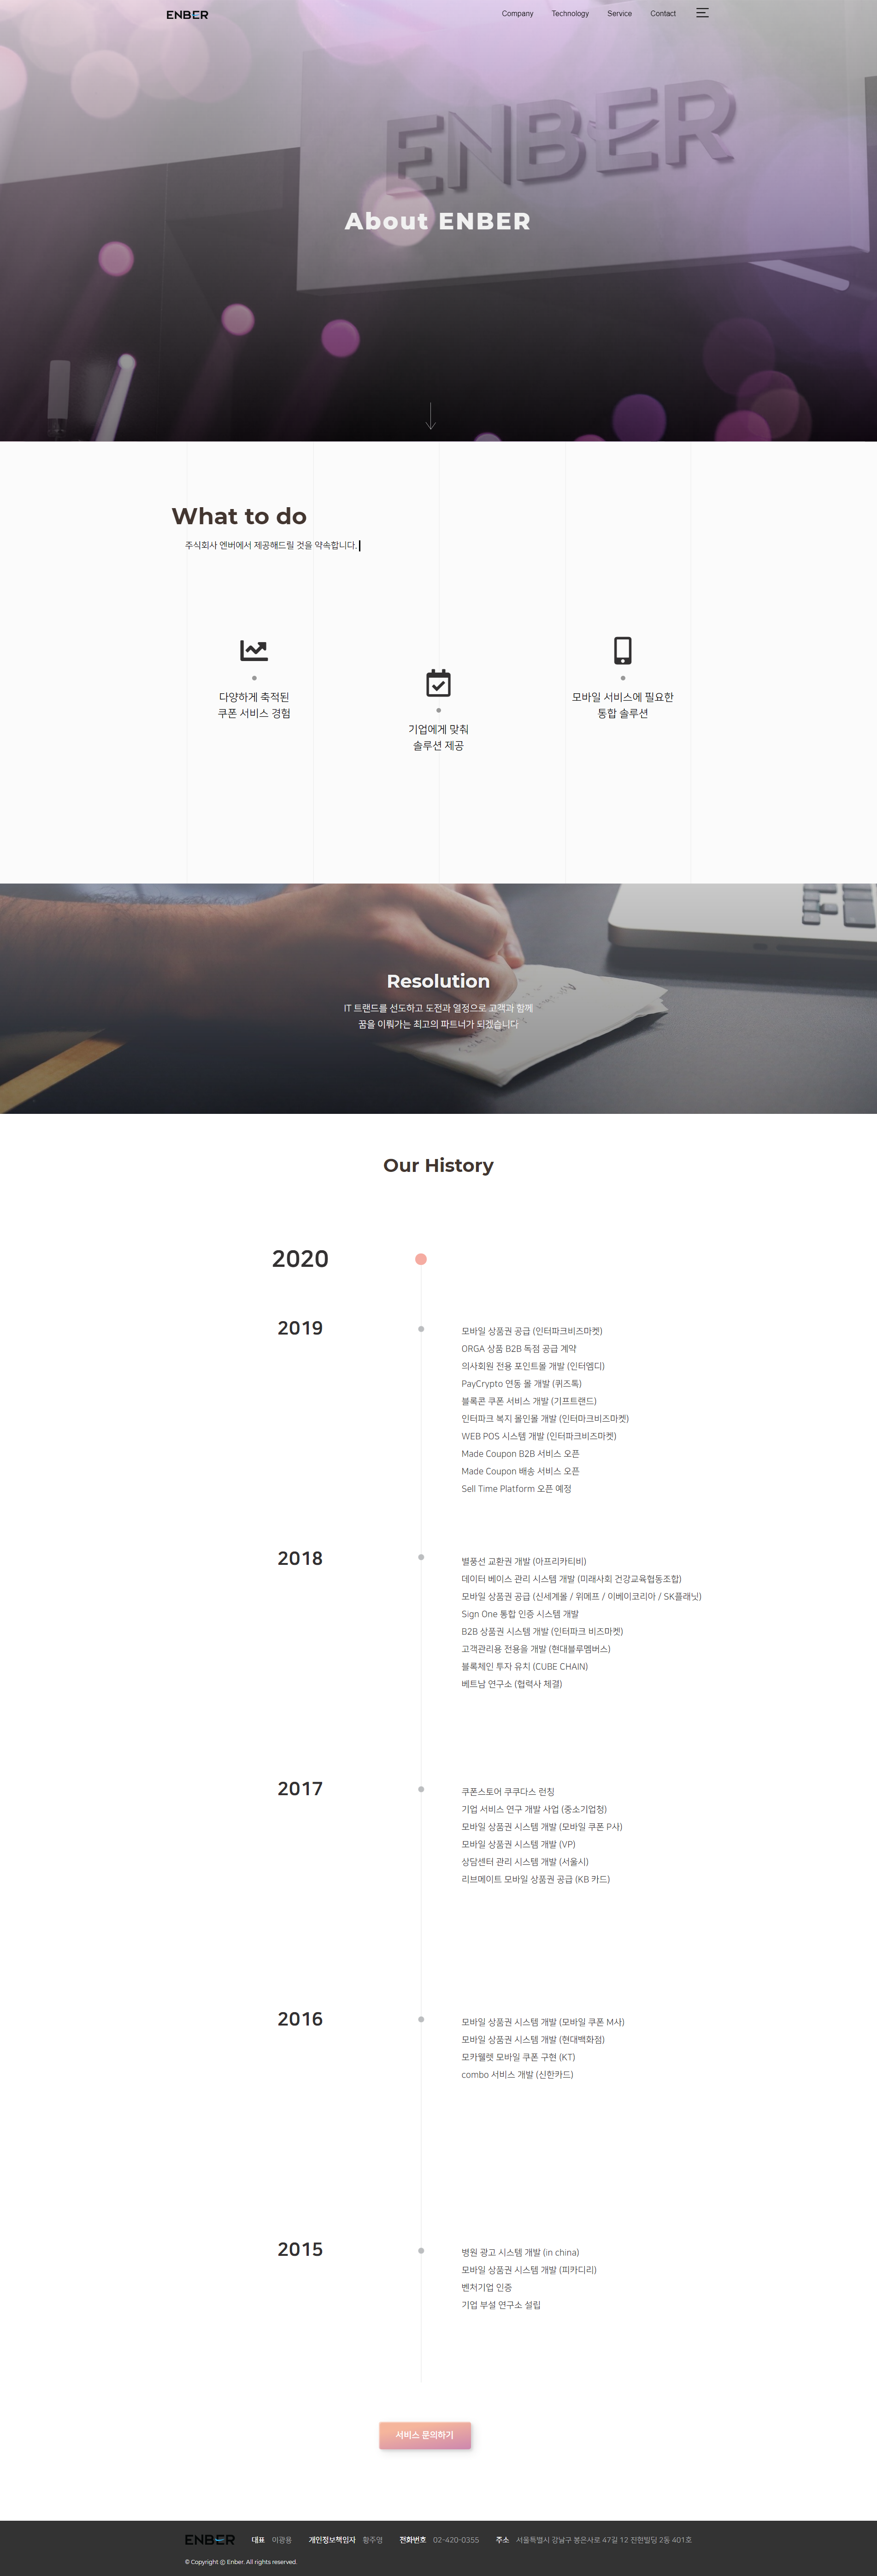 ENBER
Company Technology Service Contact
ENBER
About ENBER
What to do
주식회사 엔버에서 제공해드릴 것을 약속합니다.
다양하게 축적된
쿠폰 서비스 경험
기업에게 맞춰
솔루션 제공
모바일 서비스에 필요한
통합 솔루션
Resolution
IT 트랜드를 선도하고 도전과 열정으로 고객과 함께
꿈을 이뤄가는 최고의 파트너가 되겠습니다
Our History
2020
2019
모바일 상품권 공급 (인터파크비즈마켓)
ORGA 상품 B2B 독점 공급 계약
의사회원 전용 포인트몰 개발 (인터엠디)
PayCrypto 연동 몰 개발 (퀴즈톡)
블록콘 쿠폰 서비스 개발 (기프트랜드)
인터파크 복지 몰인몰 개발 (인터마크비즈마켓)
WEB POS 시스템 개발 (인터파크비즈마켓)
Made Coupon B2B 서비스 오픈
Made Coupon 배송 서비스 오픈
Sell Time Platform 오픈 예정
2018
별풍선 교환권 개발 (아프리카티비)
데이터 베이스 관리 시스템 개발 (미래사회 건강교육협동조합)
모바일 상품권 공급 (신세계몰 / 위메프 / 이베이코리아 / SK플래닛)
Sign One 통합 인증 시스템 개발
B2B 상품권 시스템 개발 (인터파크 비즈마켓)
고객관리용 전용을 개발 (현대블루멤버스)
블록체인 투자 유치 (CUBE CHAIN)
베트남 연구소 (협력사 체결)
2017
쿠폰스토어 쿠쿠다스 런칭
기업 서비스 연구 개발 사업 (중소기업청)
모바일 상품권 시스템 개발 (모바일 쿠폰 P사)
모바일 상품권 시스템 개발 (VP)
상담센터 관리 시스템 개발 (서울시)
리브메이트 모바일 상품권 공급 (KB 카드)
2016
모바일 상품권 시스템 개발 (모바일 쿠폰 M사)
모바일 상품권 시스템 개발 (현대백화점)
모카웰렛 모바일 쿠폰 구현 (KT)
combo 서비스 개발 (신한카드)
2015
병원 광고 시스템 개발 (in china)
모바일 상품권 시스템 개발 (피카디리)
벤처기업 인증
기업 부설 연구소 설립
서비스 문의하기
ENBER 대표 이광용 개인정보책임자 황주영 전화번호 02-420-0355 주소 서울특별시 강남구 봉은사로 47길 12 진한빌딩 2동 401호
© Copyright ⓒ Enber. All rights reserved.